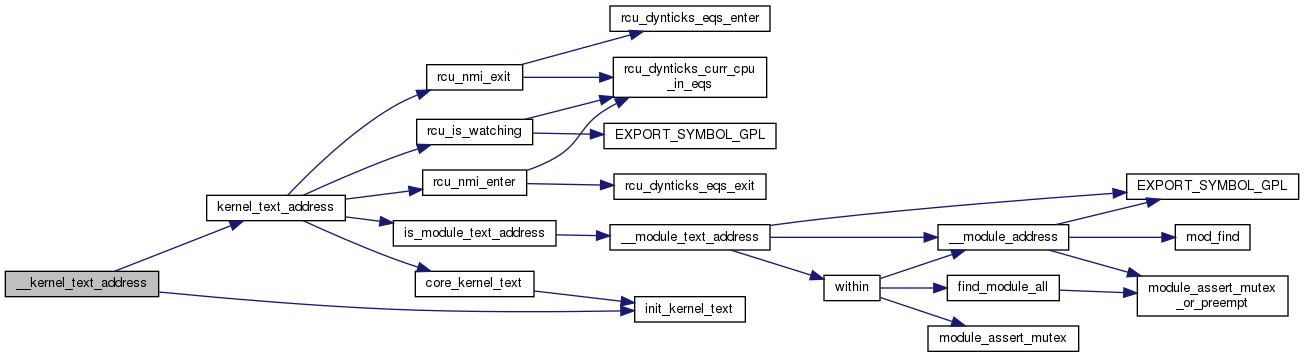 rcu_dynticks_eqs_enter
rcu_nmi_exit
rcu_dynticks_curr_cpu
_in_eqs
rcu_is_watching
EXPORT_SYMBOL_GPL
rcu_nmi_enter
rcu_dynticks_eqs_exit
EXPORT_SYMBOL_GPL
kernel_text_address
is_module_text_address
__module_text_address
__module_address
mod_find
__kernel_text_address
core_kernel_text
within
find_module_all
module_assert_mutex
_or_preempt
init_kernel_text
module_assert_mutex